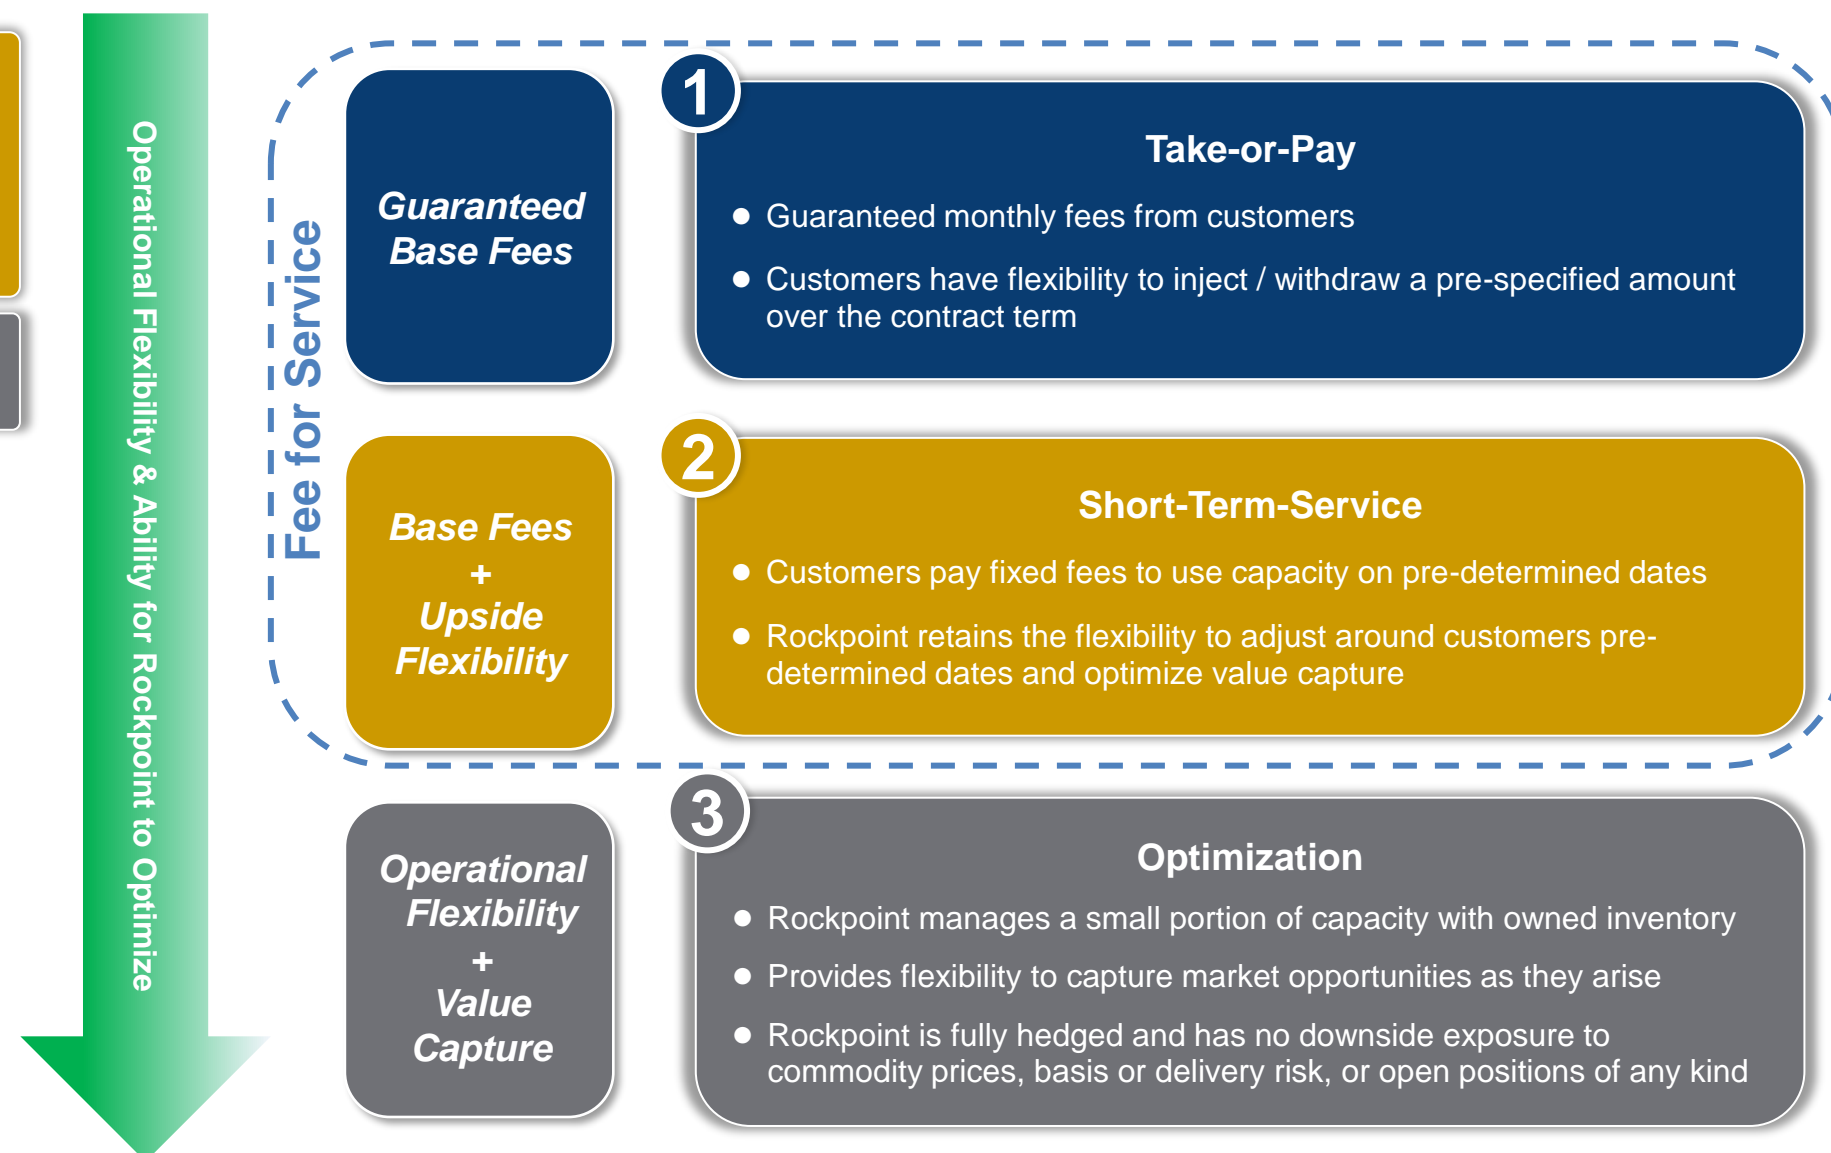 Operational Flexibility & Ability for Rockpoint to Optimize
Fee for Service
Guaranteed
Base Fees
1
Take-or-Pay
● Guaranteed monthly fees from customers
● Customers have flexibility to inject / withdraw a pre-specified amount
over the contract term
Base Fees
+
Upside
Flexibility
2
Short-Term-Service
● Customers pay fixed fees to use capacity on pre-determined dates
● Rockpoint retains the flexibility to adjust around customers pre-
determined dates and optimize value capture
Operational
Flexibility
+
Value
Capture
3
Optimization
● Rockpoint manages a small portion of capacity with owned inventory
● Provides flexibility to capture market opportunities as they arise
● Rockpoint is fully hedged and has no downside exposure to
commodity prices, basis or delivery risk, or open positions of any kind